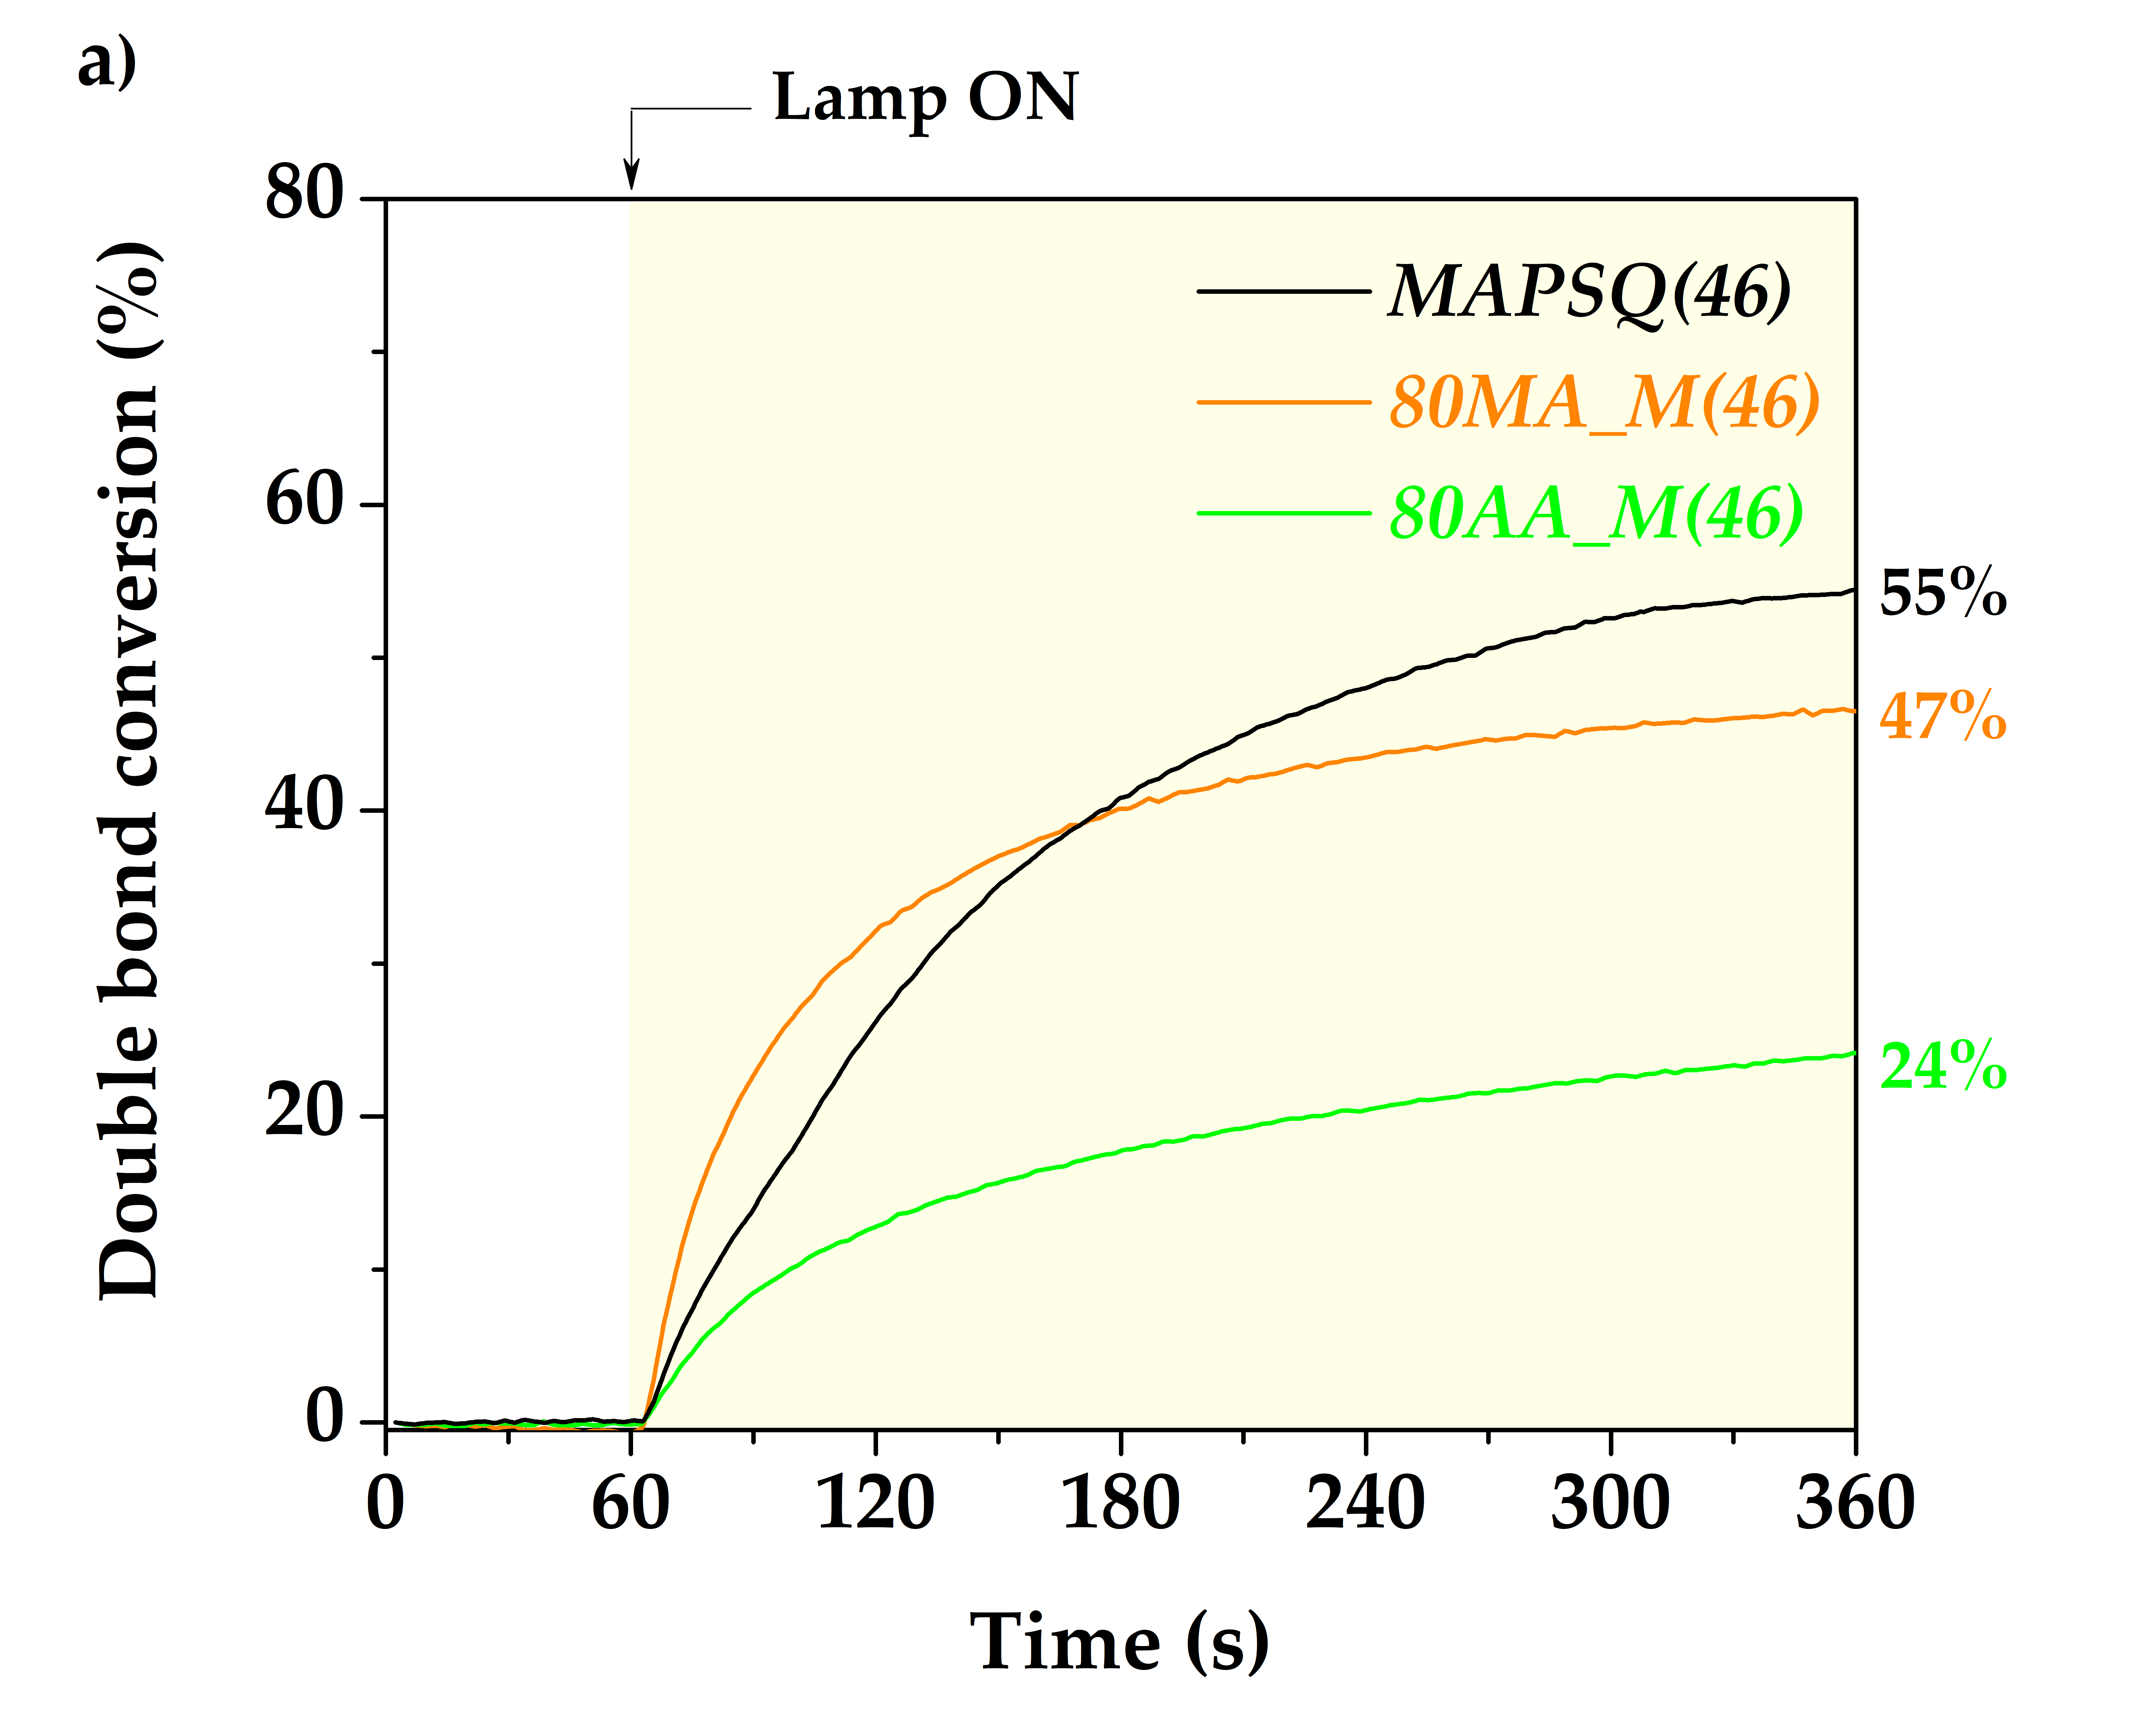 a)
Lamp ON
Double bond conversion (%)
80
60
40
20
0
MAPSQ(46)
80MA_M(46)
80AA_M(46)
55%
47%
24%
0 60 120 180 240 300 360
Time (s)